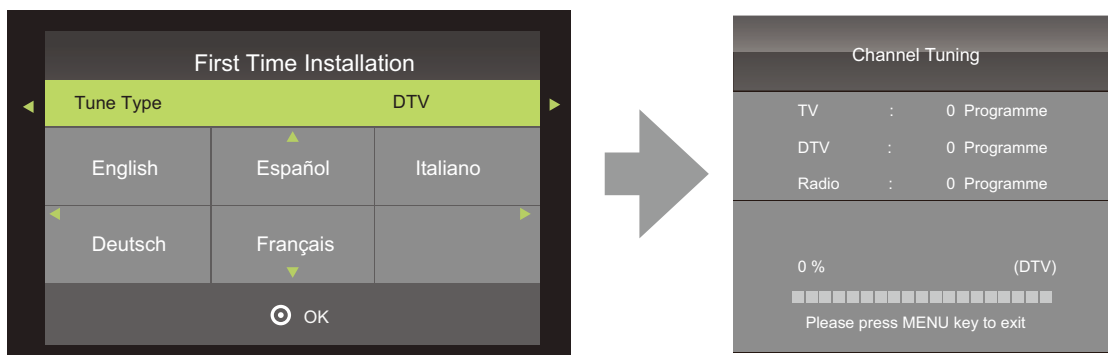 First Time Installation
Tune Type DTV
English Español Italiano
Deutsch Français
OK
Channel Tuning
TV : 0 Programme
DTV : 0 Programme
Radio : 0 Programme
0 % (DTV)
Please press MENU key to exit